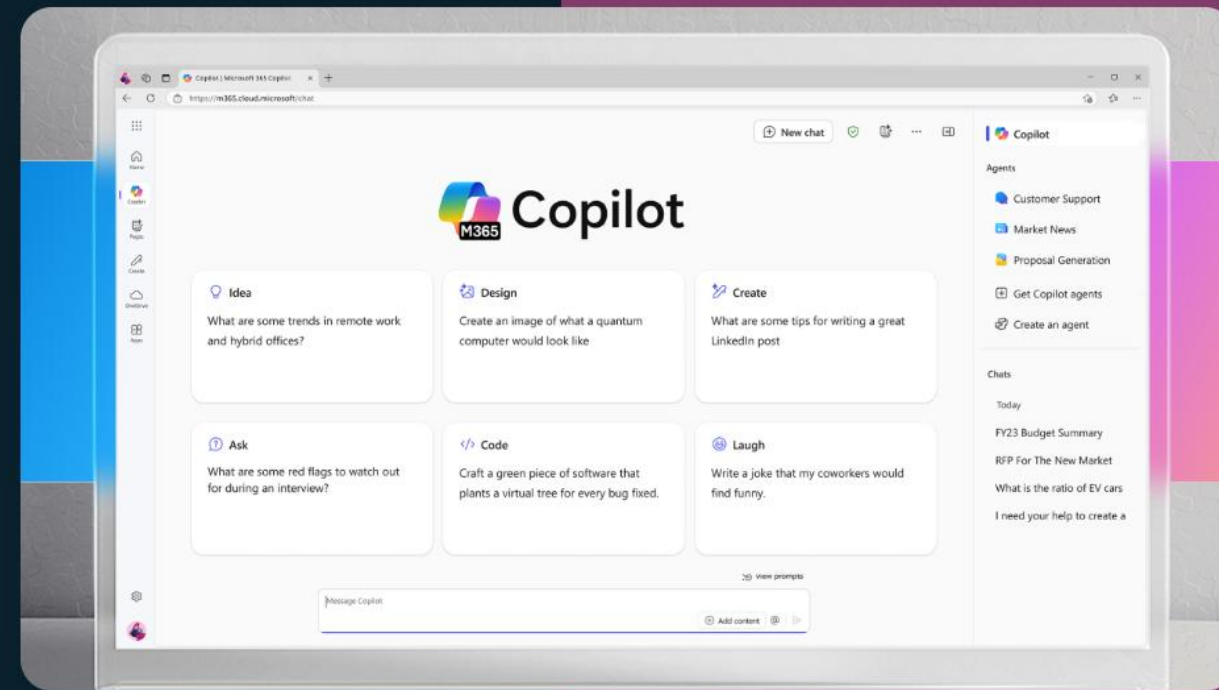 Copilot | Microsoft 365 Copilot
https://m365.cloud.microsoft/chat
Home
Copilot
Pages
Create
OneDrive
Apps
New chat
M365
Copilot
Idea
What are some trends in remote work
and hybrid offices?
Design
Create an image of what a quantum
computer would look like
Create
What are some tips for writing a great
LinkedIn post
Ask
What are some red flags to watch out
for during an interview?
Code
Craft a green piece of software that
plants a virtual tree for every bug fixed.
Laugh
Write a joke that my coworkers would
find funny.
View prompts
Message Copilot
Add content
Copilot
Agents
Customer Support
Market News
Proposal Generation
Get Copilot agents
Create an agent
Chats
Today
FY23 Budget Summary
RFP For The New Market
What is the ratio of EV cars
I need your help to create a